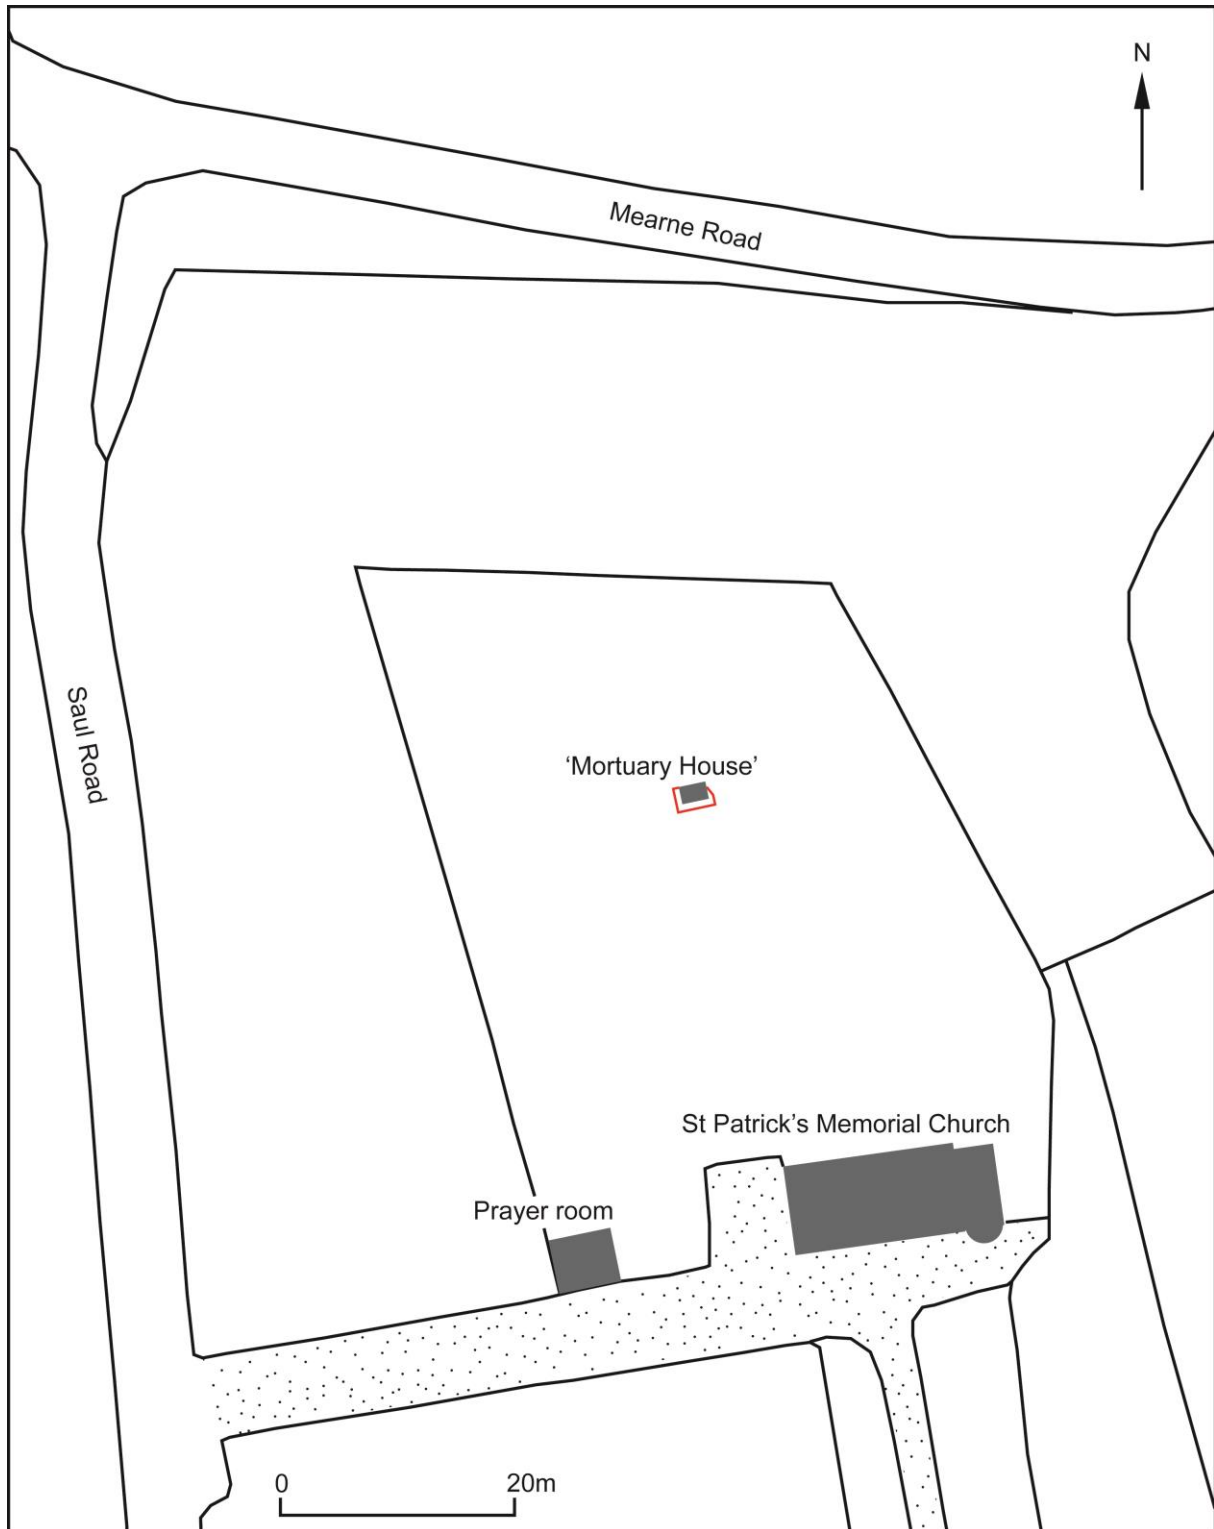 N
Mearne Road
Saul Road
‘Mortuary House’
St Patrick’s Memorial Church
Prayer room
0
20m